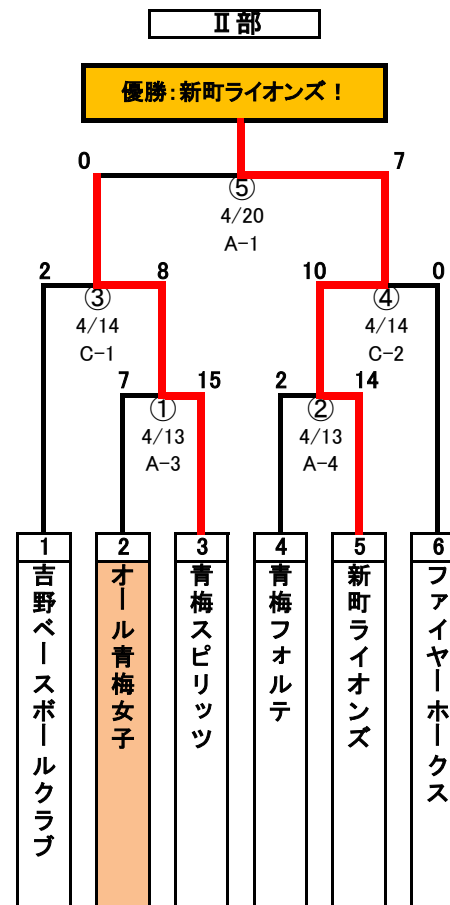 Ⅱ部
優勝：新町ライオンズ！
0
7
⑤
4/20
A-1
2
8
10
0
③
4/14
C-1
④
4/14
C-2
7
15
2
14
①
4/13
A-3
②
4/13
A-4
1
2
3
4
5
6
吉野ベースボールクラブ
オール青梅女子
青梅スピリッツ
青梅フォルテ
新町ライオンズ
ファイヤーホークス